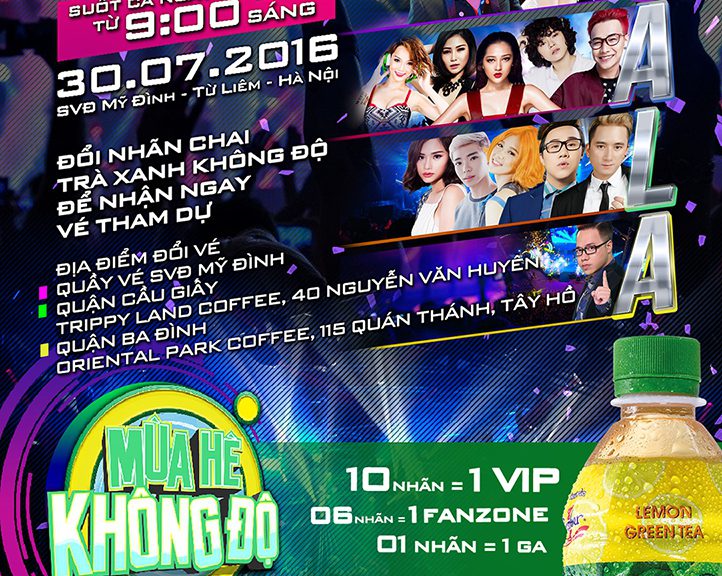 SUỐT CẢ
TỪ 9:00 SÁNG
30.07.2016
SVĐ MỸ ĐÌNH - TỪ LIÊM - HÀ NỘI
ĐỔI NHÃN CHAI
TRÀ XANH KHÔNG ĐỘ
ĐỂ NHẬN NGAY
VÉ THAM DỰ
ĐỊA ĐIỂM ĐỔI VÉ
QUẦY VÉ SVĐ MỸ ĐÌNH
QUẬN CẦU GIẤY
TRIPPY LAND COFFEE, 40 NGUYỄN VĂN HUYÊN
QUẬN BA ĐÌNH
ORIENTAL PARK COFFEE, 115 QUÁN THÁNH, TÂY HỒ
A
L
A
MÙA HÈ
KHÔNG ĐỘ
10 NHÃN = 1 VIP
06 NHÃN = 1 FANZONE
01 NHÃN = 1 GA
LEMON
GREEN TEA